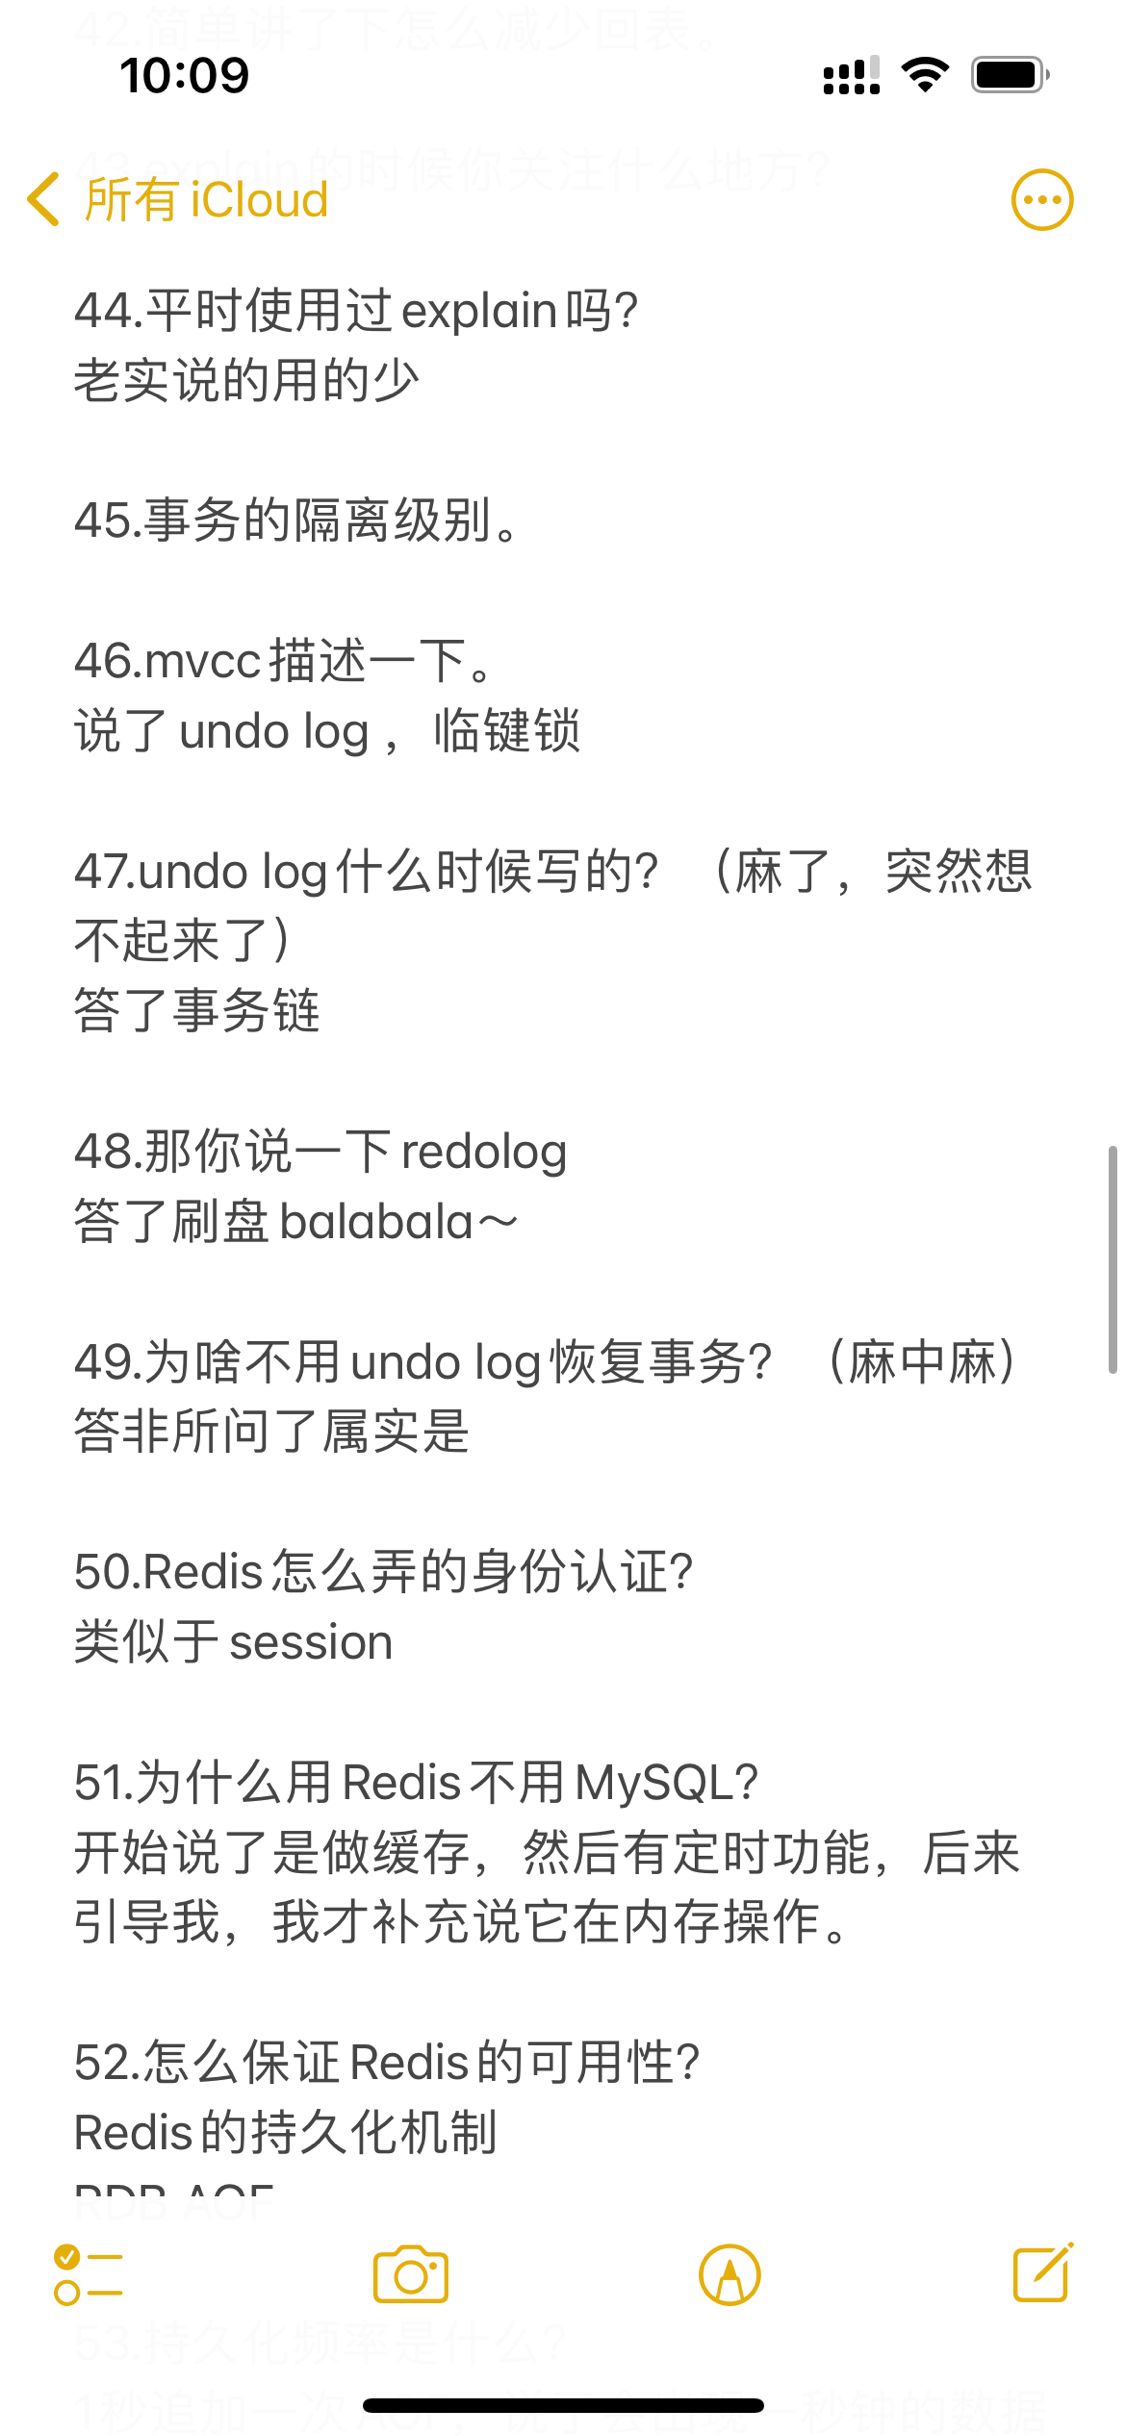 42.简单讲了下怎么减少回表。
10:09
43.explain的时候你关注什么地方?
所有 iCloud
44.平时使用过explain吗?
老实说的用的少
45.事务的隔离级别。
46.mvcc描述一下。
说了undo log ，临键锁
47.undo log什么时候写的? （麻了，突然想
不起来了）
答了事务链
48.那你说一下redolog
答了刷盘balabala～
49.为啥不用undo log恢复事务? （麻中麻）
答非所问了属实是
50.Redis怎么弄的身份认证?
类似于session
51.为什么用Redis不用MySQL?
开始说了是做缓存，然后有定时功能，后来
引导我，我才补充说它在内存操作。
52.怎么保证Redis的可用性?
Redis的持久化机制
RDB AOF
53.持久化频率是什么?
1秒追加一次 一秒钟的数据